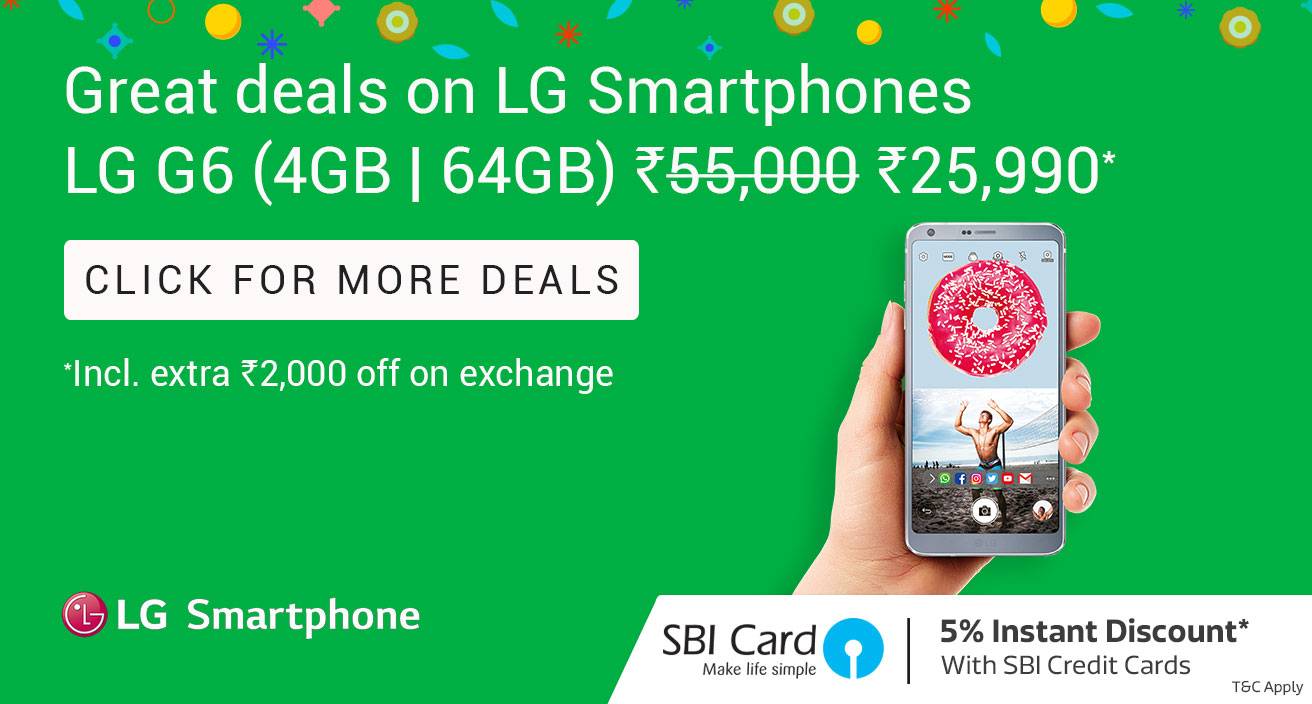 Great deals on LG Smartphones
LG G6 (4GB | 64GB) ₹55,000 ₹25,990*
CLICK FOR MORE DEALS
*Incl. extra ₹2,000 off on exchange
LG Smartphone
SBI Card
Make life simple
5% Instant Discount*
With SBI Credit Cards
T&C Apply